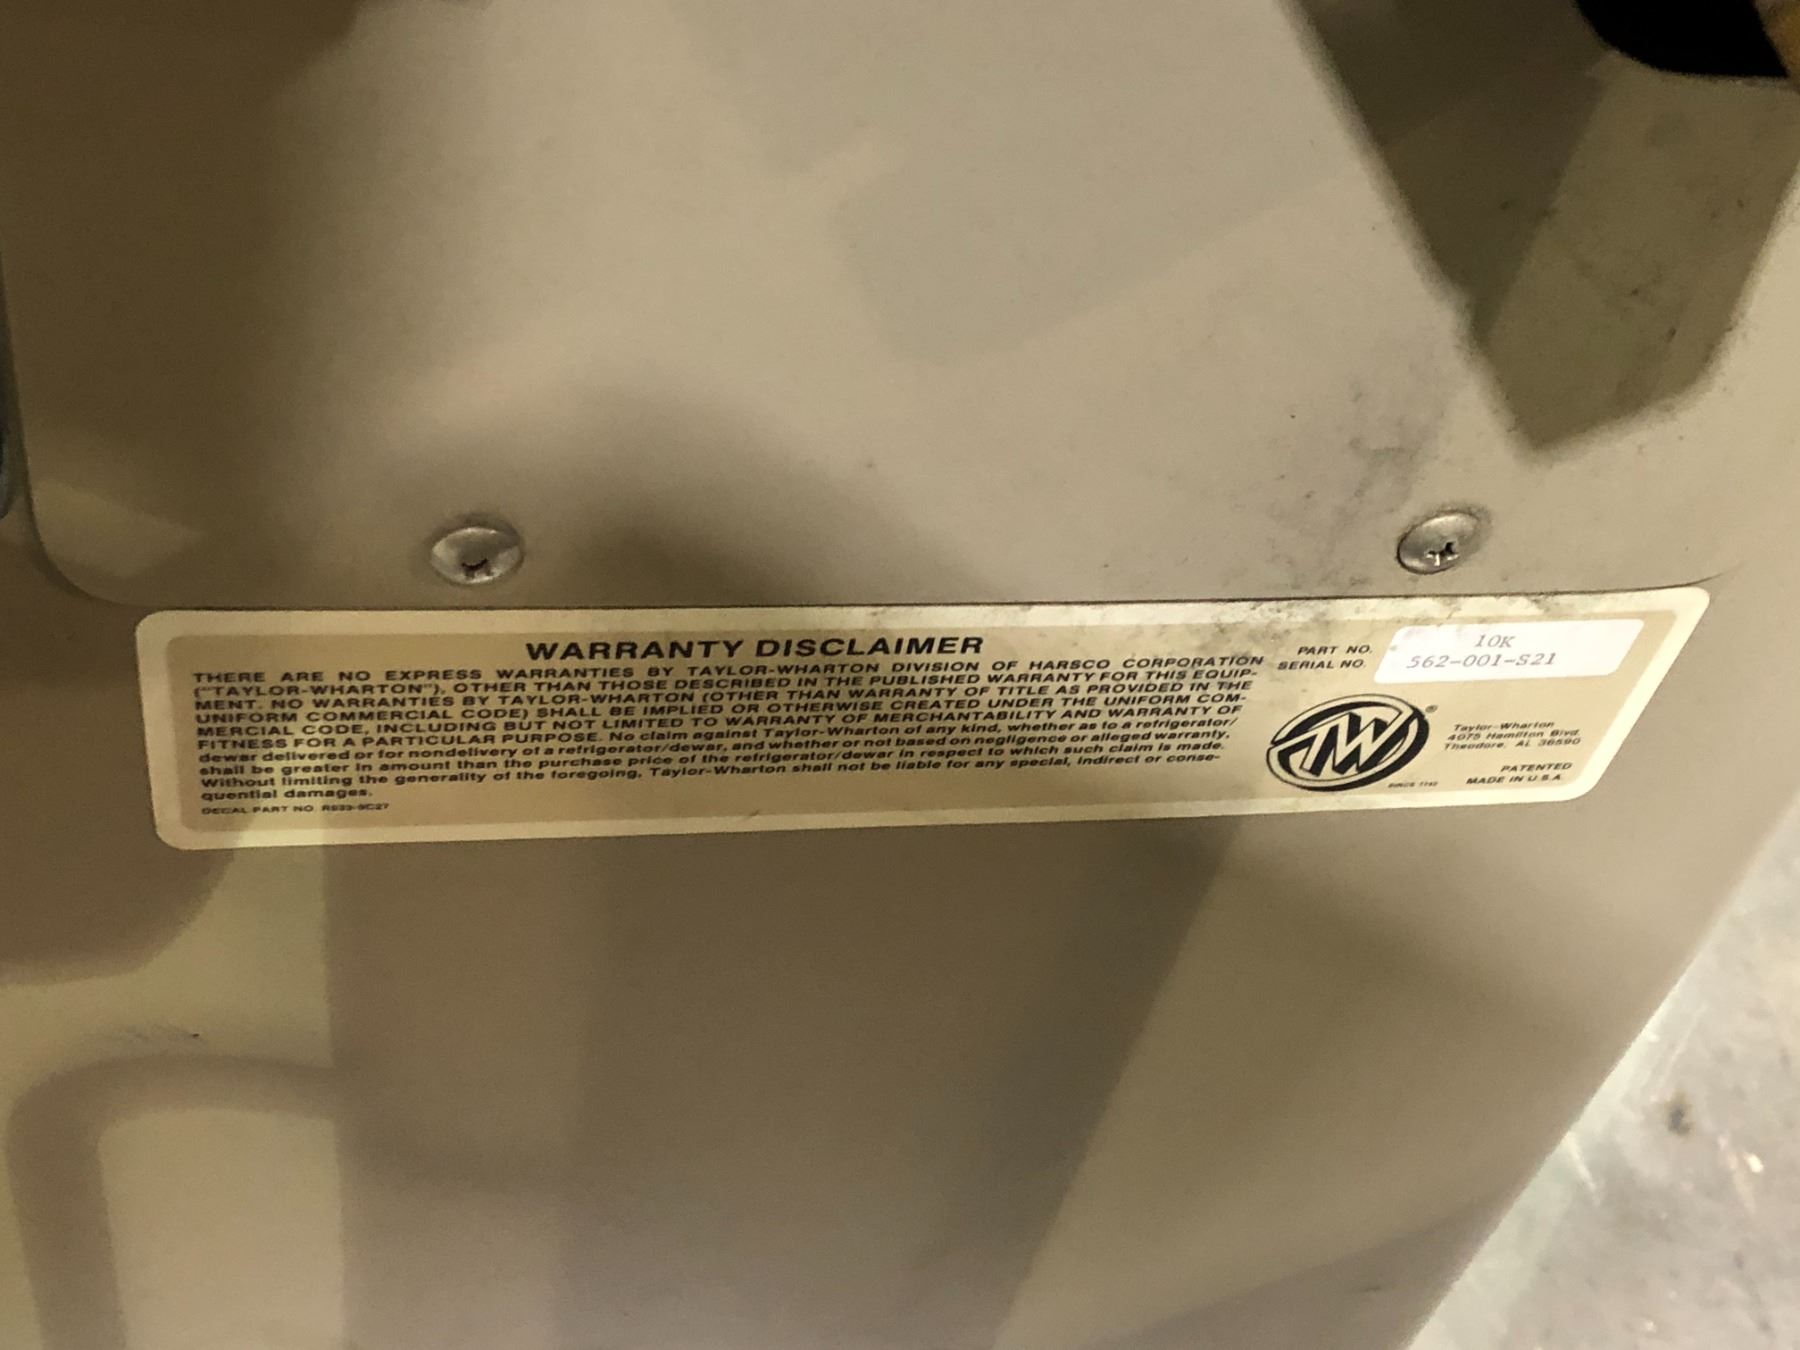 WARRANTY DISCLAIMER
THERE ARE NO EXPRESS WARRANTIES BY TAYLOR-WHARTON DIVISION OF HARSCO CORPORATION
("TAYLOR-WHARTON"), OTHER THAN THOSE DESCRIBED IN THE PUBLISHED WARRANTY FOR THIS EQUIP-
MENT. NO WARRANTIES BY TAYLOR-WHARTON (OTHER THAN WARRANTY OF TITLE AS PROVIDED IN THE
UNIFORM COMMERCIAL CODE) SHALL BE IMPLIED OR OTHERWISE CREATED UNDER THE UNIFORM COM-
MERCIAL CODE, INCLUDING BUT NOT LIMITED TO WARRANTY OF MERCHANTABILITY AND WARRANTY OF
FITNESS FOR A PARTICULAR PURPOSE. No claim against Taylor-Wharton of any kind, whether as to a refrigerator/
dewar delivered or for nondelivery of a refrigerator/dewar, and whether or not based on negligence or alleged warranty,
shall be greater in amount than the purchase price of the refrigerator/dewar in respect to which such claim is made.
Without limiting the generality of the foregoing, Taylor-Wharton shall not be liable for any special, indirect or conse-
quential damages.
DECAL PART NO.
PART NO. 10K
SERIAL NO. 562-001-S21
TW®
SINCE 1742
Taylor-Wharton
4075 Hamilton Blvd.
Theodore, AL 36590
PATENTED
MADE IN U.S.A.